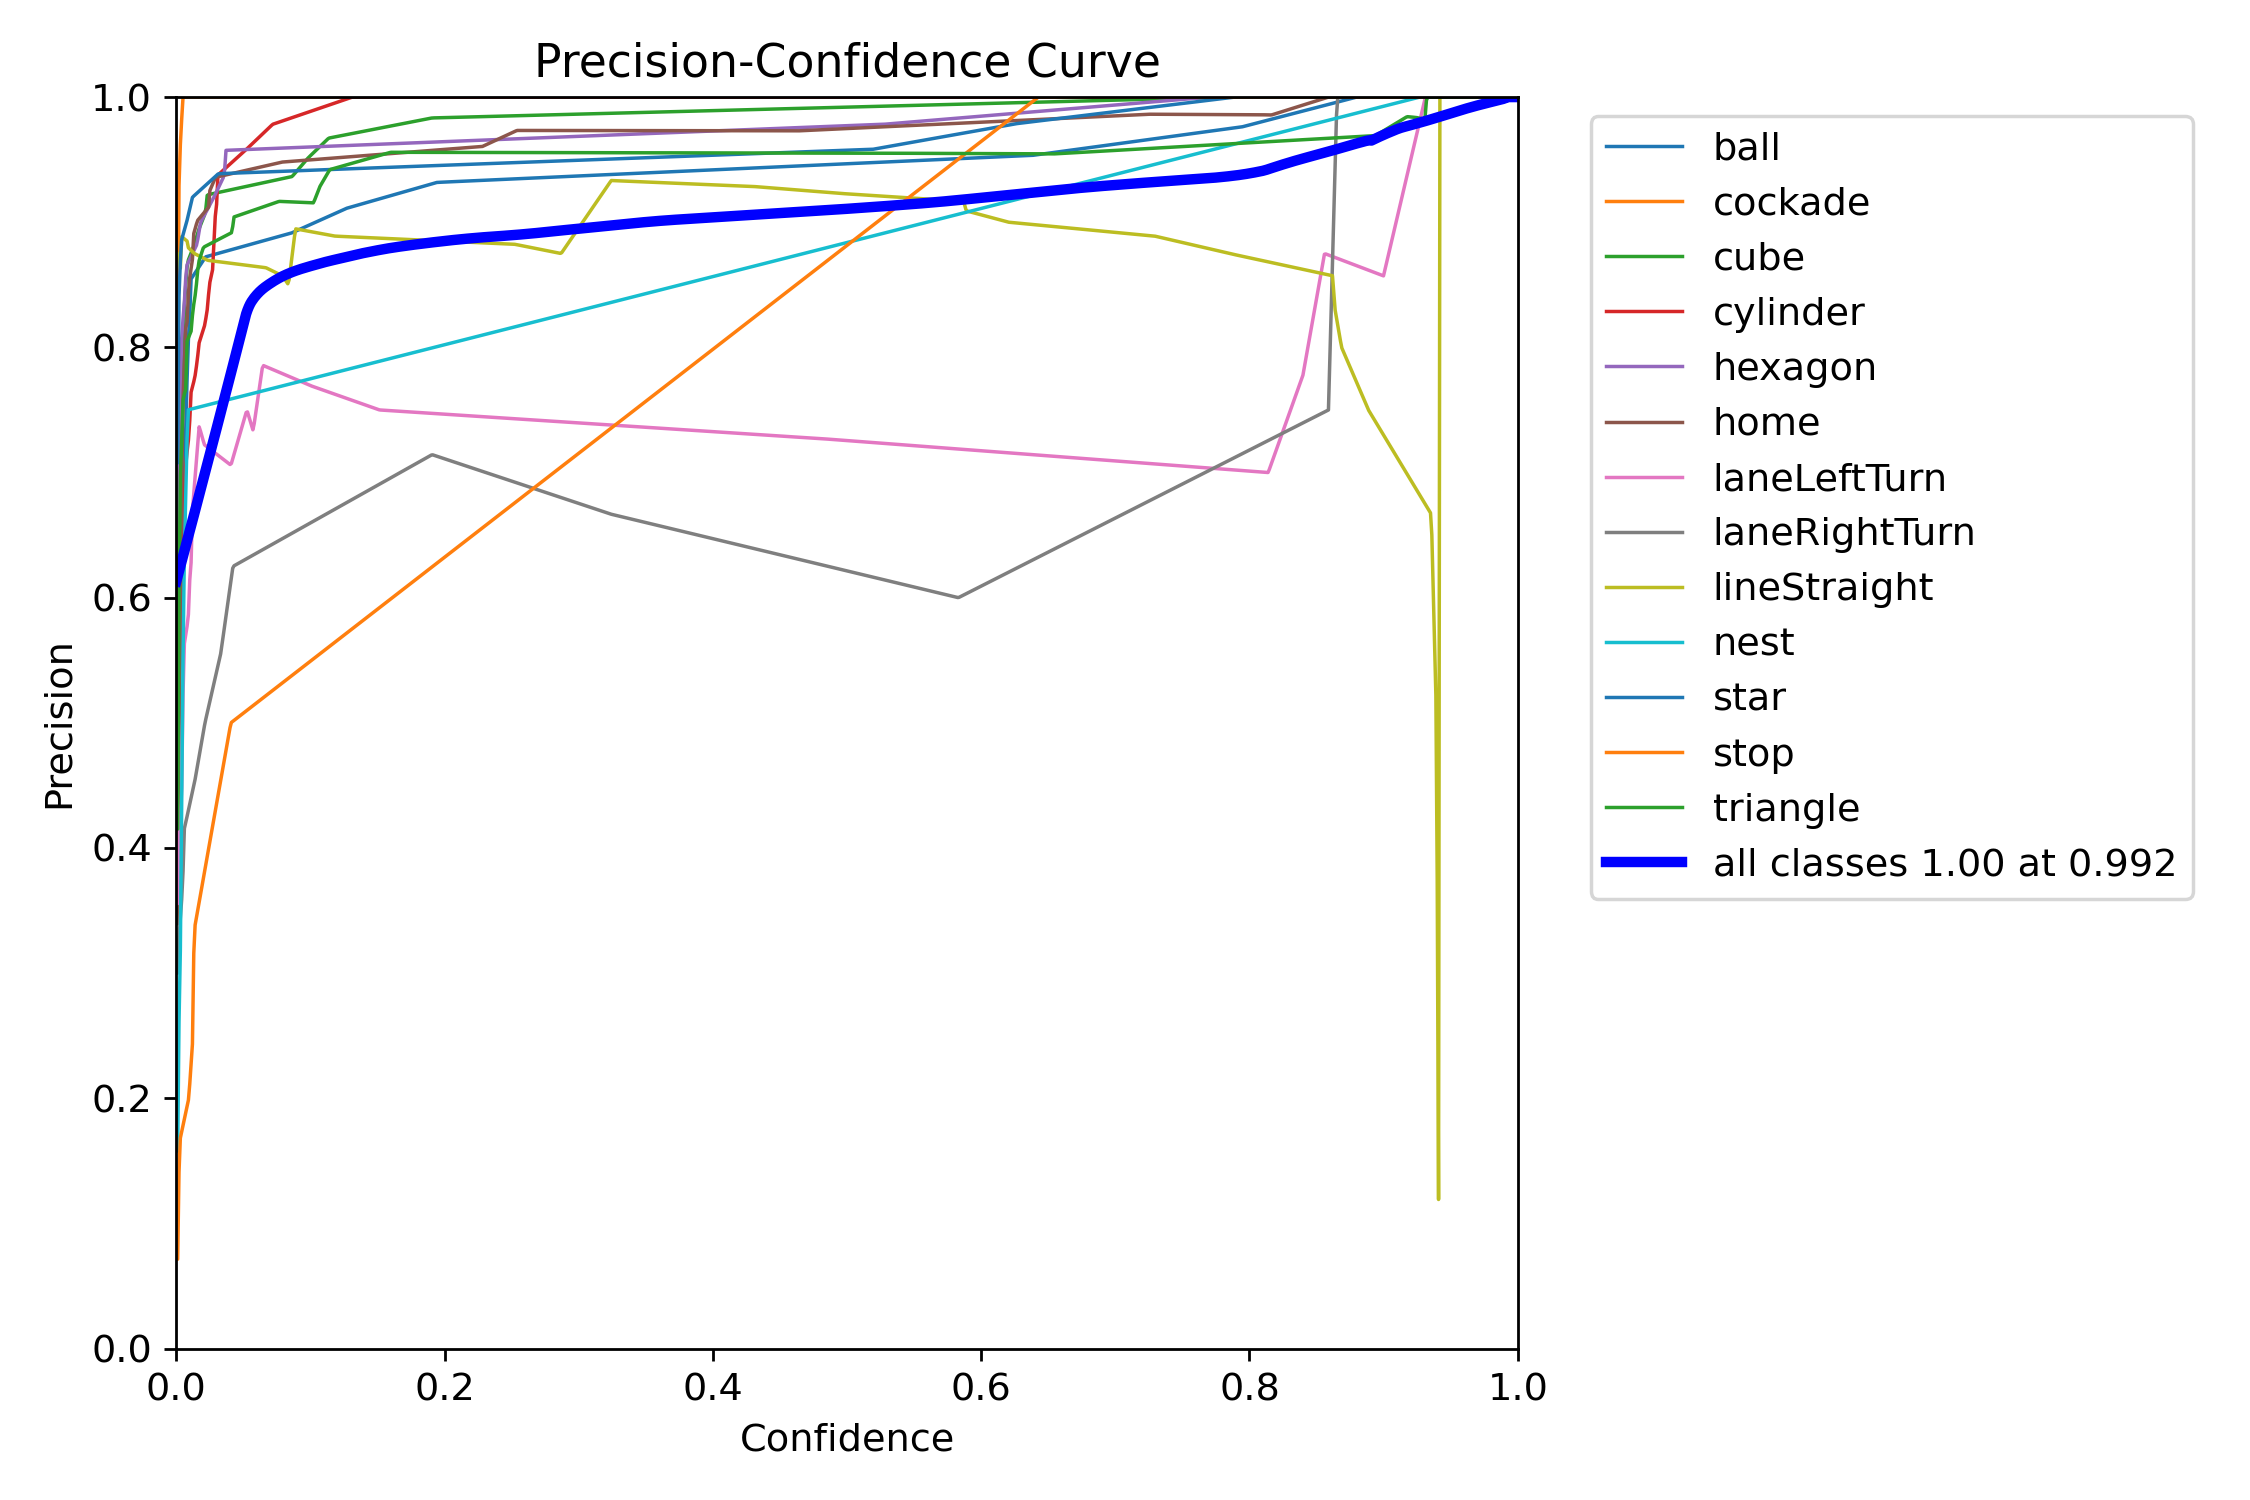 Precision-Confidence Curve
1.0
0.8
0.6
0.4
0.2
0.0
Precision
0.0 0.2 0.4 0.6 0.8 1.0
Confidence
ball
cockade
cube
cylinder
hexagon
home
laneLeftTurn
laneRightTurn
lineStraight
nest
star
stop
triangle
all classes 1.00 at 0.992